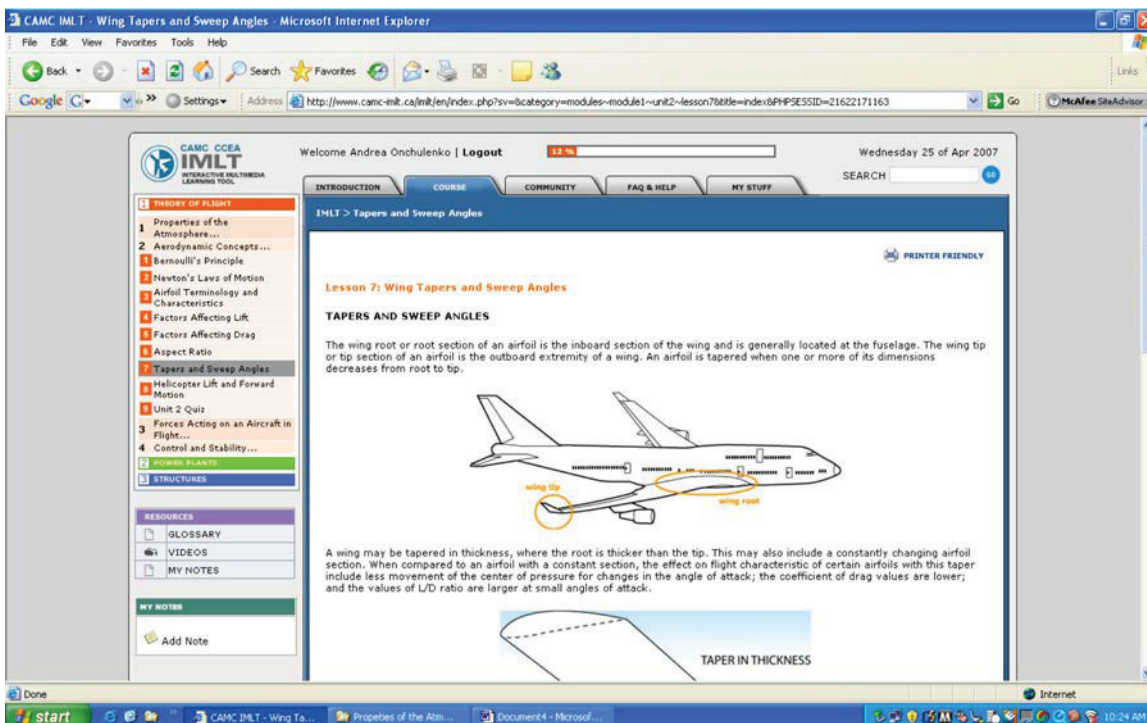 CAMC IMLT - Wing Tapers and Sweep Angles - Microsoft Internet Explorer
File Edit View Favorites Tools Help
Back Search Favorites
Links
Google G Settings Address http://www.camc-imlt.ca/imlt/en/index.php?sv=&category=modules~module1~unit2~lesson7&title=index&PHPSESSID=21622171163 Go McAfee SiteAdvisor
CAMC CCEA
IMLT
INTERACTIVE MULTIMEDIA
LEARNING TOOL
Welcome Andrea Onchulenko | Logout
12 %
Wednesday 25 of Apr 2007
SEARCH GO
INTRODUCTION COURSE COMMUNITY FAQ & HELP MY STUFF
1 THEORY OF FLIGHT
1 Properties of the
Atmosphere...
2 Aerodynamic Concepts...
1 Bernoulli's Principle
2 Newton's Laws of Motion
3 Airfoil Terminology and
Characteristics
4 Factors Affecting Lift
5 Factors Affecting Drag
6 Aspect Ratio
7 Tapers and Sweep Angles
8 Helicopter Lift and Forward
Motion
9 Unit 2 Quiz
3 Forces Acting on an Aircraft in
Flight...
4 Control and Stability...
2 POWER PLANTS
3 STRUCTURES
RESOURCES
GLOSSARY
VIDEOS
MY NOTES
MY NOTES
Add Note
IMLT > Tapers and Sweep Angles
PRINTER FRIENDLY
Lesson 7: Wing Tapers and Sweep Angles
TAPERS AND SWEEP ANGLES
The wing root or root section of an airfoil is the inboard section of the wing and is generally located at the fuselage. The wing tip
or tip section of an airfoil is the outboard extremity of a wing. An airfoil is tapered when one or more of its dimensions
decreases from root to tip.
wing tip
wing root
A wing may be tapered in thickness, where the root is thicker than the tip. This may also include a constantly changing airfoil
section. When compared to an airfoil with a constant section, the effect on flight characteristic of certain airfoils with this taper
include less movement of the center of pressure for changes in the angle of attack; the coefficient of drag values are lower;
and the values of L/D ratio are larger at small angles of attack.
TAPER IN THICKNESS
Done
Internet
start
CAMC IMLT - Wing Ta...
Propeties of the Atm...
Document4 - Microsof...
10:24 AM